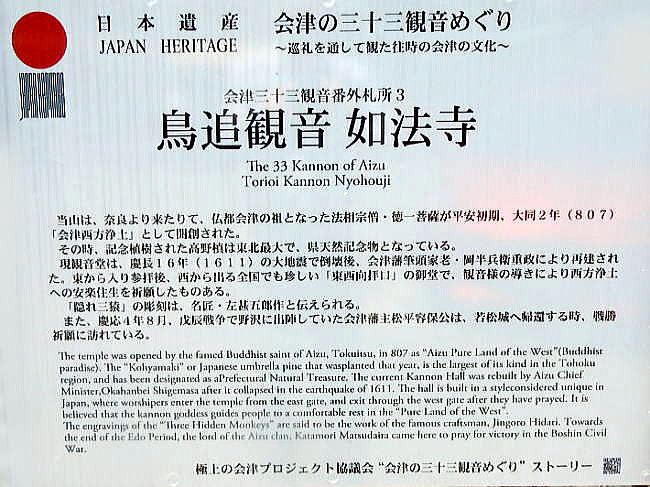 日本遺産 会津の三十三観音めぐり
JAPAN HERITAGE ～巡礼を通して観た往時の会津の文化～
会津三十三観音番外札所3
鳥追観音 如法寺
The 33 Kannon of Aizu
Torioi Kannon Nyohouji
当山は、奈良より来たりて、仏都会津の祖となった法相宗僧・徳一菩薩が平安初期、大同2年（807）
「会津西方浄土」として開創された。
その時、記念植樹された高野槙は東北最大で、県天然記念物となっている。
現観音堂は、慶長16年（1611）の大地震で倒壊後、会津藩筆頭家老・岡半兵衛重政により再建され
た。東から入り参拝後、西から出る全国でも珍しい「東西向拝口」の御堂で、観音様の導きにより西方浄土
への安楽往生を祈願したものある。
「隠れ三猿」の彫刻は、名匠・左甚五郎作と伝えられる。
また、慶応4年8月、戊辰戦争で野沢に出陣していた会津藩主松平容保公は、若松城へ帰還する時、戦勝
祈願に訪れている。
The temple was opened by the famed Buddhist saint of Aizu, Tokuitsu, in 807 as "Aizu Pure Land of the West"(Buddhist
paradise). The "Kohyamaki" or Japanese umbrella pine that wasplanted that year, is the largest of its kind in the Tohoku
region, and has been designated as aPrefectural Natural Treasure. The current Kannon Hall was rebuilt by Aizu Chief
Minister,Okahanbei Shigemasa after it collapsed in the earthquake of 1611. The hall is built in a styleconsidered unique in
Japan, where worshipers enter the temple from the east gate, and exit through the west gate after they have prayed. It is
believed that the kannon goddess guides people to a comfortable rest in the "Pure Land of the West".
The engravings of the "Three Hidden Monkeys" are said to be the work of the famous craftsman, Jingoro Hidari. Towards
the end of the Edo Period, the lord of the Aizu clan, Katamori Matsudaira came here to pray for victory in the Boshin Civil
War.
極上の会津プロジェクト協議会"会津の三十三観音めぐり"ストーリー